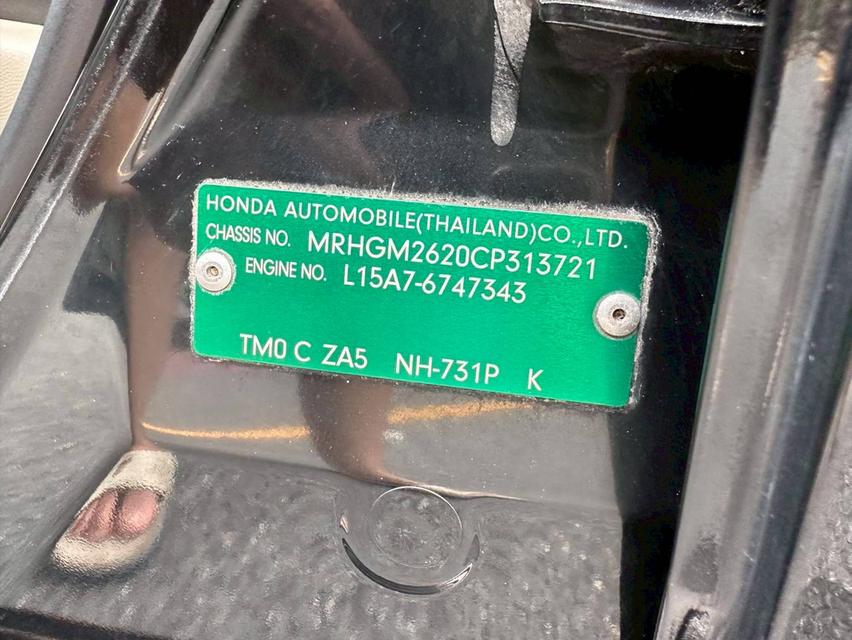 HONDA AUTOMOBILE(THAILAND)CO.,LTD.
CHASSIS NO. MRHGM2620CP313721
ENGINE NO. L15A7-6747343
TM0 C ZA5 NH-731P K